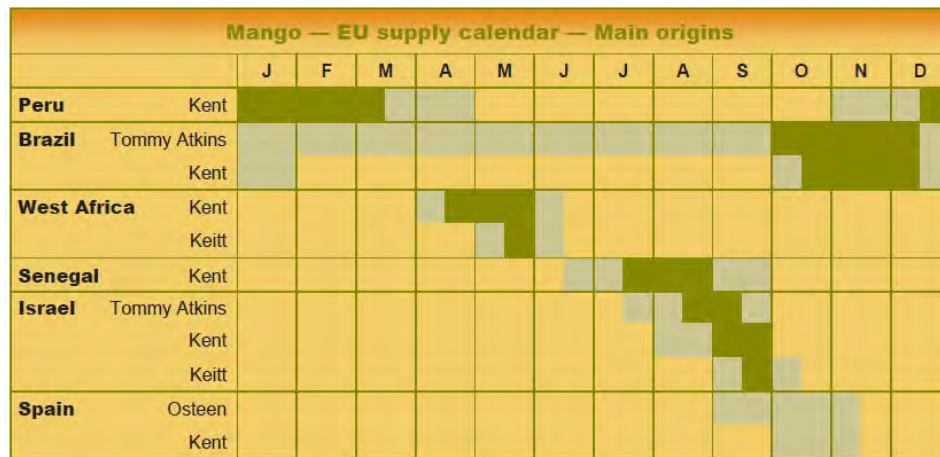 Mango — EU supply calendar — Main origins
J F M A M J J A S O N D
Peru Kent
Brazil Tommy Atkins
Kent
West Africa Kent
Keitt
Senegal Kent
Israel Tommy Atkins
Kent
Keitt
Spain Osteen
Kent